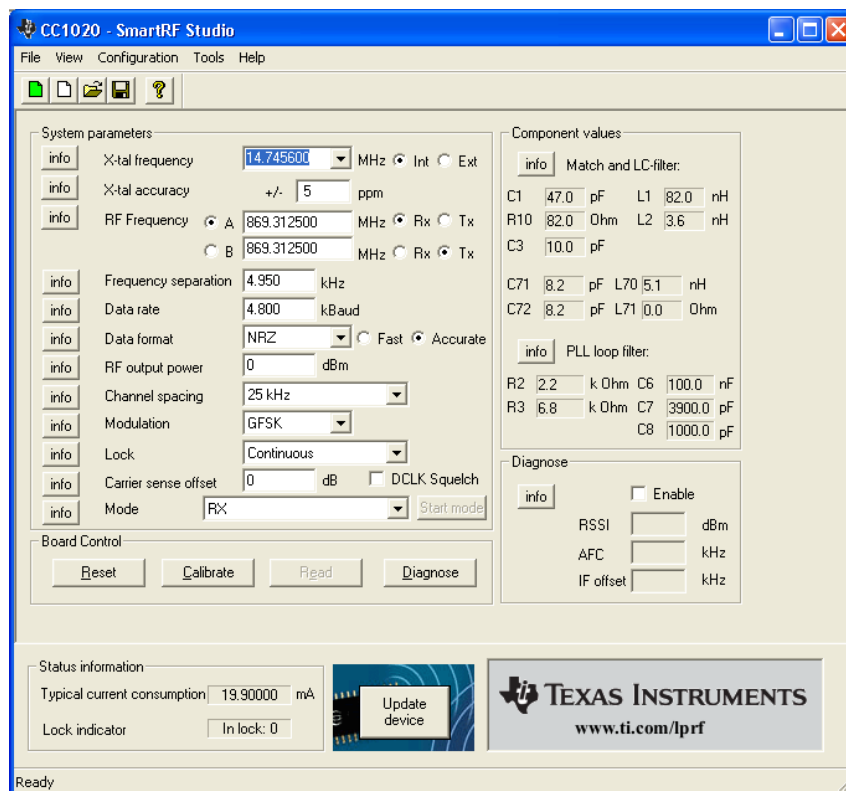 CC1020 - SmartRF Studio
File View Configuration Tools Help
System parameters
info X-tal frequency 14.745600 MHz Int Ext
info X-tal accuracy +/- 5 ppm
info RF Frequency A 869.312500 MHz Rx Tx
B 869.312500 MHz Rx Tx
info Frequency separation 4.950 kHz
info Data rate 4.800 kBaud
info Data format NRZ Fast Accurate
info RF output power 0 dBm
info Channel spacing 25 kHz
info Modulation GFSK
info Lock Continuous
info Carrier sense offset 0 dB DCLK Squelch
info Mode RX Start mode
Board Control
Reset Calibrate Read Diagnose
Component values
info Match and LC-filter:
C1 47.0 pF L1 82.0 nH
R10 82.0 Ohm L2 3.6 nH
C3 10.0 pF
C71 8.2 pF L70 5.1 nH
C72 8.2 pF L71 0.0 Ohm
info PLL loop filter:
R2 2.2 k Ohm C6 100.0 nF
R3 6.8 k Ohm C7 3900.0 pF
C8 1000.0 pF
Diagnose
info Enable
RSSI dBm
AFC kHz
IF offset kHz
Status information
Typical current consumption 19.90000 mA
Lock indicator In lock: 0
Update
device
TEXAS INSTRUMENTS
www.ti.com/lprf
Ready